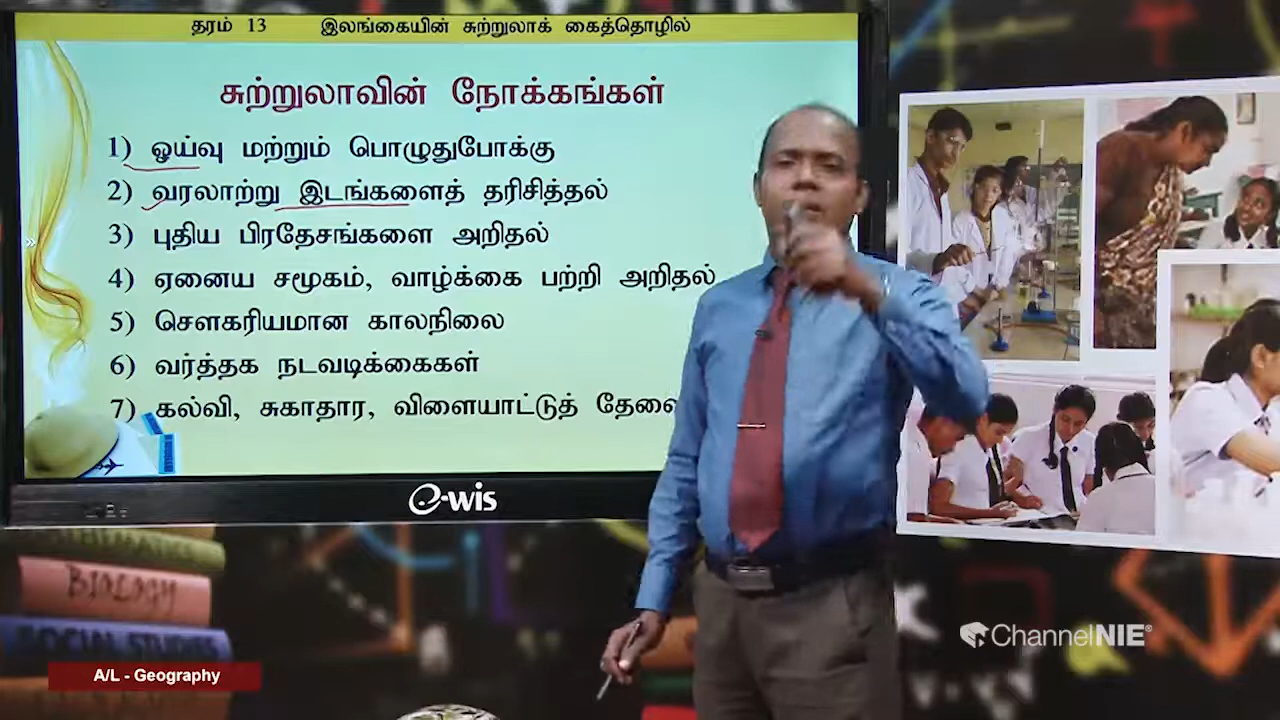 தரம் 13 இலங்கையின் சுற்றுலாக் கைத்தொழில்
சுற்றுலாவின் நோக்கங்கள்
1) ஓய்வு மற்றும் பொழுதுபோக்கு
2) வரலாற்று இடங்களைத் தரிசித்தல்
3) புதிய பிரதேசங்களை அறிதல்
4) ஏனைய சமூகம், வாழ்க்கை பற்றி அறிதல்
5) சௌகரியமான காலநிலை
6) வர்த்தக நடவடிக்கைகள்
7) கல்வி, சுகாதார, விளையாட்டுத்
e-wis
MATHEMATICS
BIOLOGY
SOCIAL STUDIES
A/L - Geography
ChannelNIE®